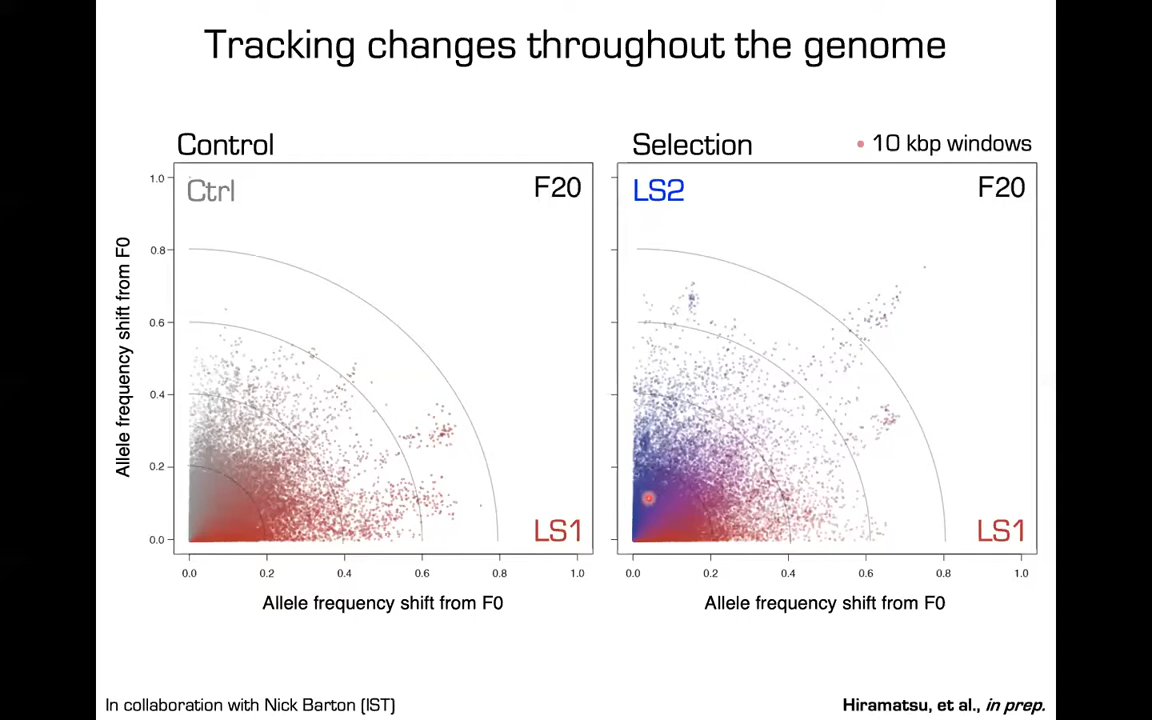 Tracking changes throughout the genome
Control
Selection
10 kbp windows
Ctrl
F20
LS2
F20
1.0
0.8
0.6
0.4
0.2
0.0
Allele frequency shift from F0
LS1
LS1
0.0 0.2 0.4 0.6 0.8 1.0
0.0 0.2 0.4 0.6 0.8 1.0
Allele frequency shift from F0
Allele frequency shift from F0
In collaboration with Nick Barton (IST)
Hiramatsu, et al., in prep.